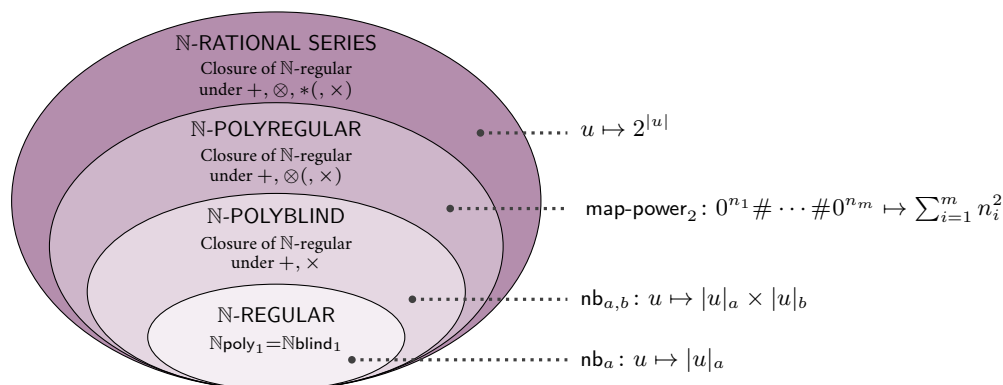 ℕ-RATIONAL SERIES
Closure of ℕ-regular
under +, ⊗, ∗(, ×)
u ↦ 2^{|u|}
ℕ-POLYREGULAR
Closure of ℕ-regular
under +, ⊗(, ×)
map-power₂ : 0^{n₁}# ⋯ #0^{n_m} ↦ ∑_{i=1}^{m} n_i^2
ℕ-POLYBLIND
Closure of ℕ-regular
under +, ×
nb_{a,b} : u ↦ |u|_a × |u|_b
ℕ-REGULAR
ℕpoly₁=ℕblind₁
nb_a : u ↦ |u|_a